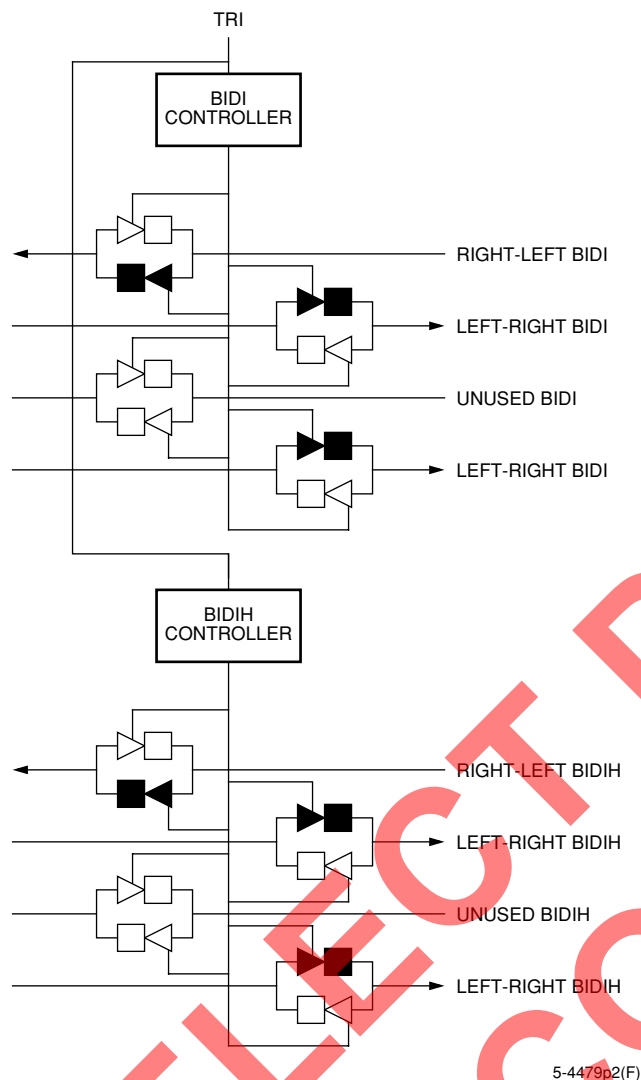 TRI
BIDI
CONTROLLER
RIGHT-LEFT BIDI
LEFT-RIGHT BIDI
UNUSED BIDI
LEFT-RIGHT BIDI
BIDIH
CONTROLLER
RIGHT-LEFT BIDIH
LEFT-RIGHT BIDIH
UNUSED BIDIH
LEFT-RIGHT BIDIH
5-4479p2(F)